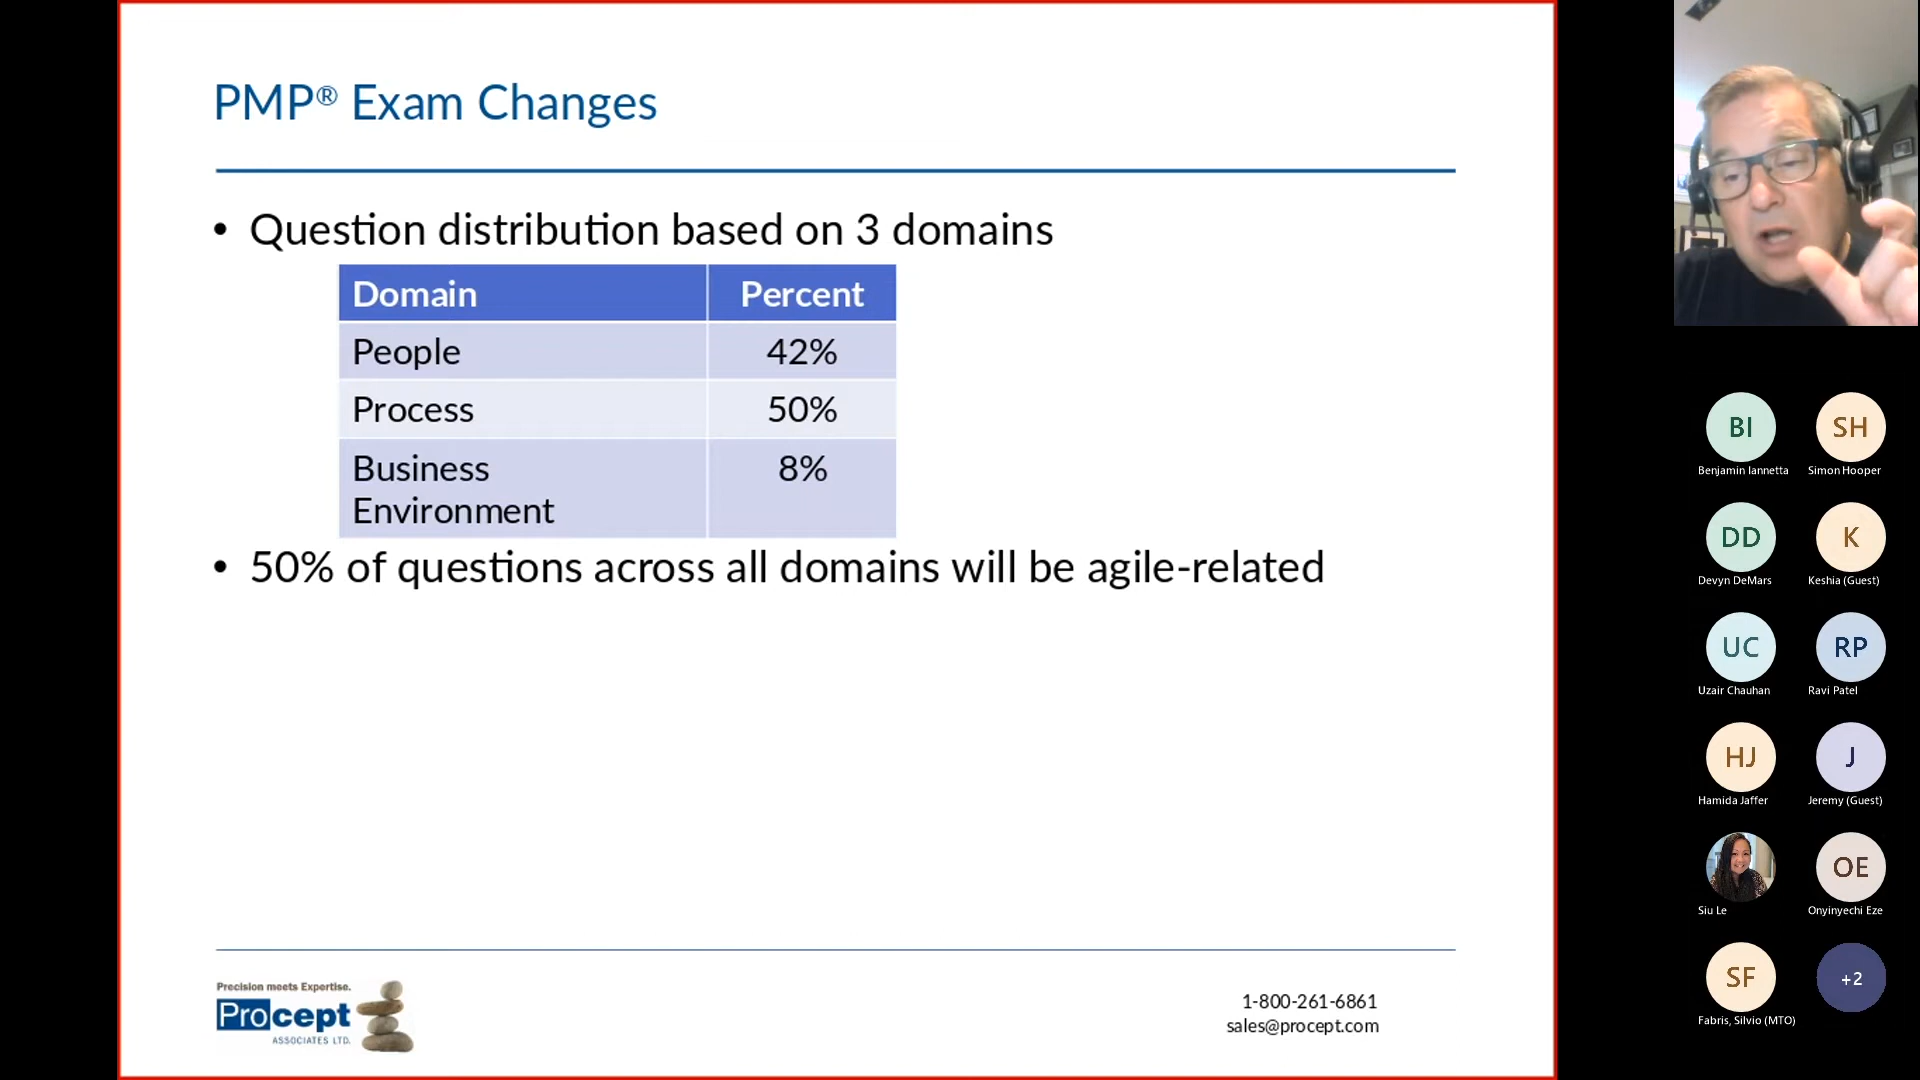 PMP® Exam Changes
• Question distribution based on 3 domains
Domain Percent
People 42%
Process 50%
Business 8%
Environment
• 50% of questions across all domains will be agile-related
Precision meets Expertise.
Procept
ASSOCIATES LTD.
1-800-261-6861
sales@procept.com
BI SH
Benjamin Iannetta Simon Hooper
DD K
Devyn DeMars Keshia (Guest)
UC RP
Uzair Chauhan Ravi Patel
HJ J
Hamida Jaffer Jeremy (Guest)
OE
Siu Le Onyinyechi Eze
SF +2
Fabris, Silvio (MTO)